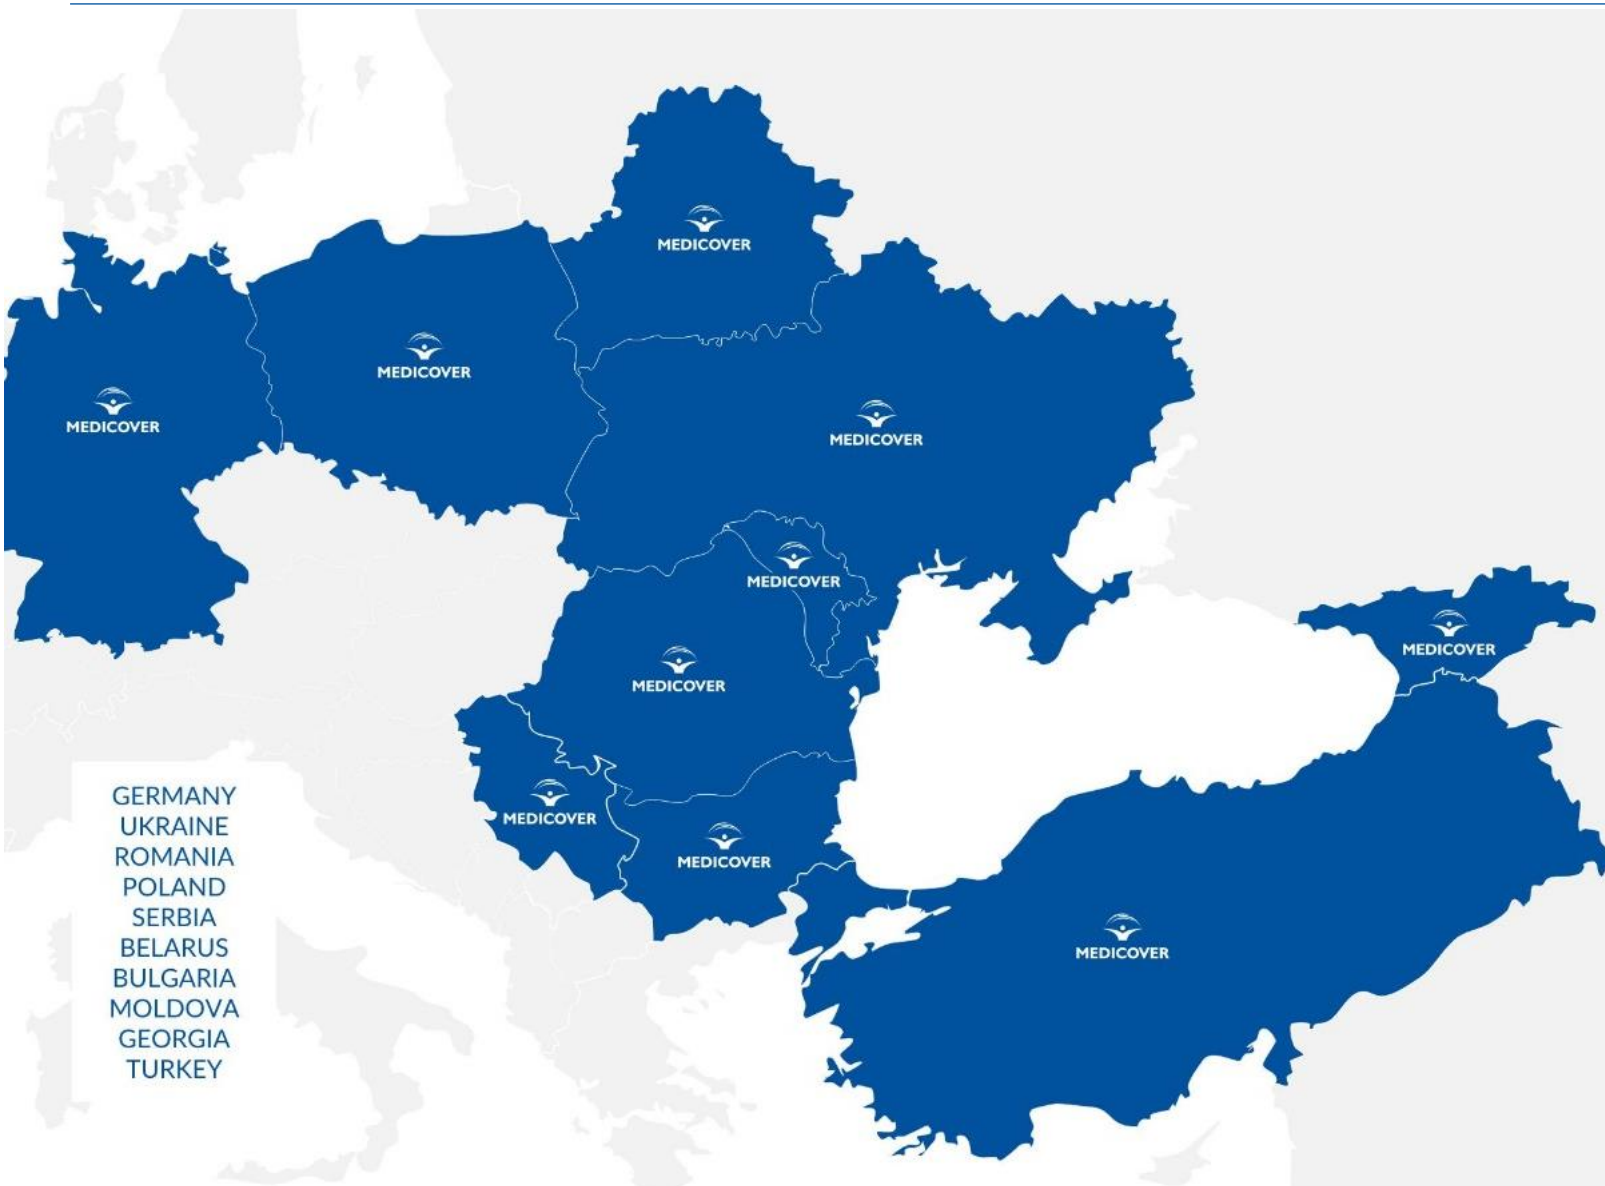 MEDICOVER
MEDICOVER
MEDICOVER
MEDICOVER
MEDICOVER
MEDICOVER
MEDICOVER
MEDICOVER
MEDICOVER
MEDICOVER
GERMANY
UKRAINE
ROMANIA
POLAND
SERBIA
BELARUS
BULGARIA
MOLDOVA
GEORGIA
TURKEY